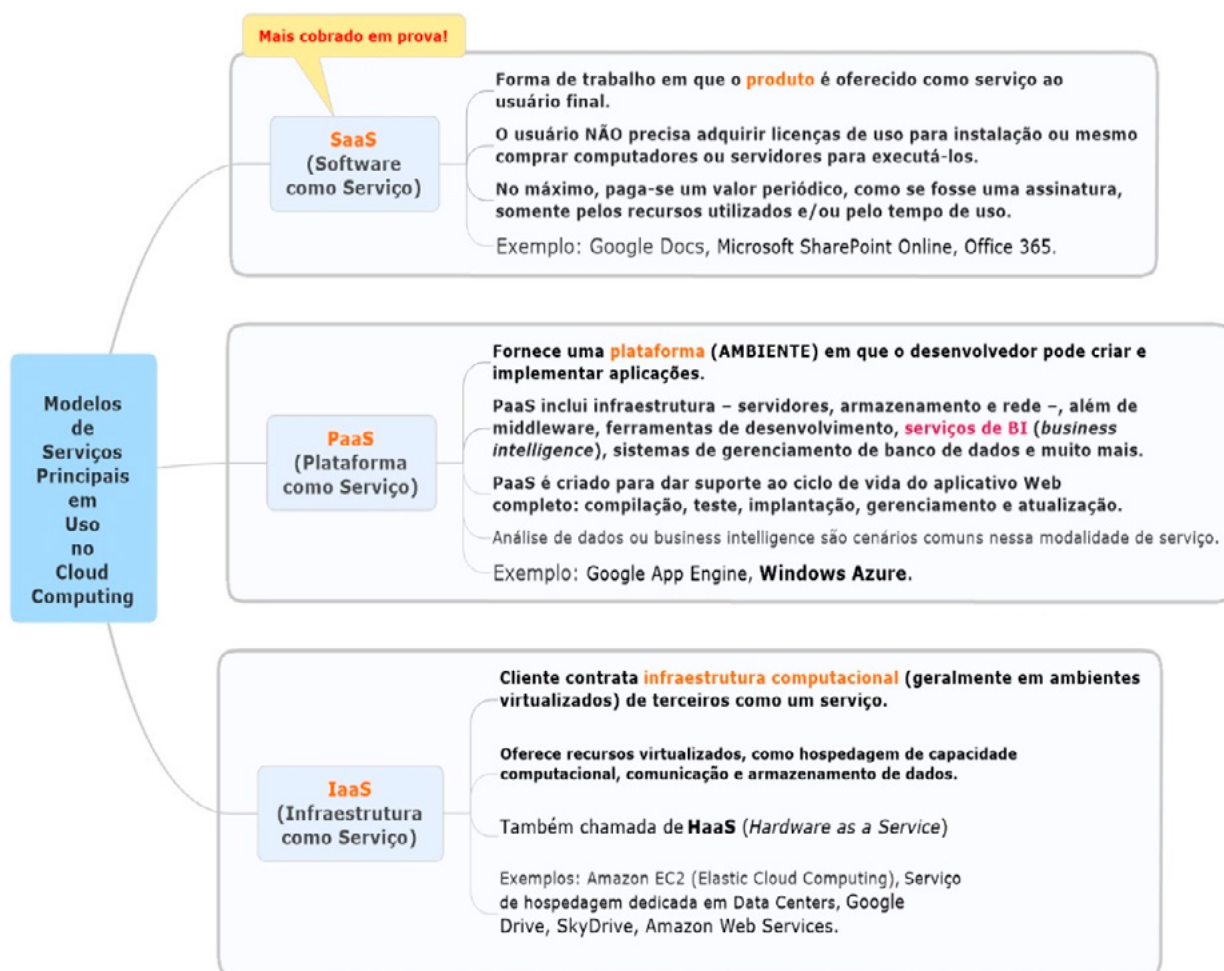 Mais cobrado em prova!
SaaS
(Software
como Serviço)
Forma de trabalho em que o produto é oferecido como serviço ao
usuário final.
O usuário NÃO precisa adquirir licenças de uso para instalação ou mesmo
comprar computadores ou servidores para executá-los.
No máximo, paga-se um valor periódico, como se fosse uma assinatura,
somente pelos recursos utilizados e/ou pelo tempo de uso.
Exemplo: Google Docs, Microsoft SharePoint Online, Office 365.
Modelos
de
Serviços
Principais
em
Uso
no
Cloud
Computing
PaaS
(Plataforma
como Serviço)
Fornece uma plataforma (AMBIENTE) em que o desenvolvedor pode criar e
implementar aplicações.
PaaS inclui infraestrutura – servidores, armazenamento e rede –, além de
middleware, ferramentas de desenvolvimento, serviços de BI (business
intelligence), sistemas de gerenciamento de banco de dados e muito mais.
PaaS é criado para dar suporte ao ciclo de vida do aplicativo Web
completo: compilação, teste, implantação, gerenciamento e atualização.
Análise de dados ou business intelligence são cenários comuns nessa modalidade de serviço.
Exemplo: Google App Engine, Windows Azure.
IaaS
(Infraestrutura
como Serviço)
Cliente contrata infraestrutura computacional (geralmente em ambientes
virtualizados) de terceiros como um serviço.
Oferece recursos virtualizados, como hospedagem de capacidade
computacional, comunicação e armazenamento de dados.
Também chamada de HaaS (Hardware as a Service)
Exemplos: Amazon EC2 (Elastic Cloud Computing), Serviço
de hospedagem dedicada em Data Centers, Google
Drive, SkyDrive, Amazon Web Services.